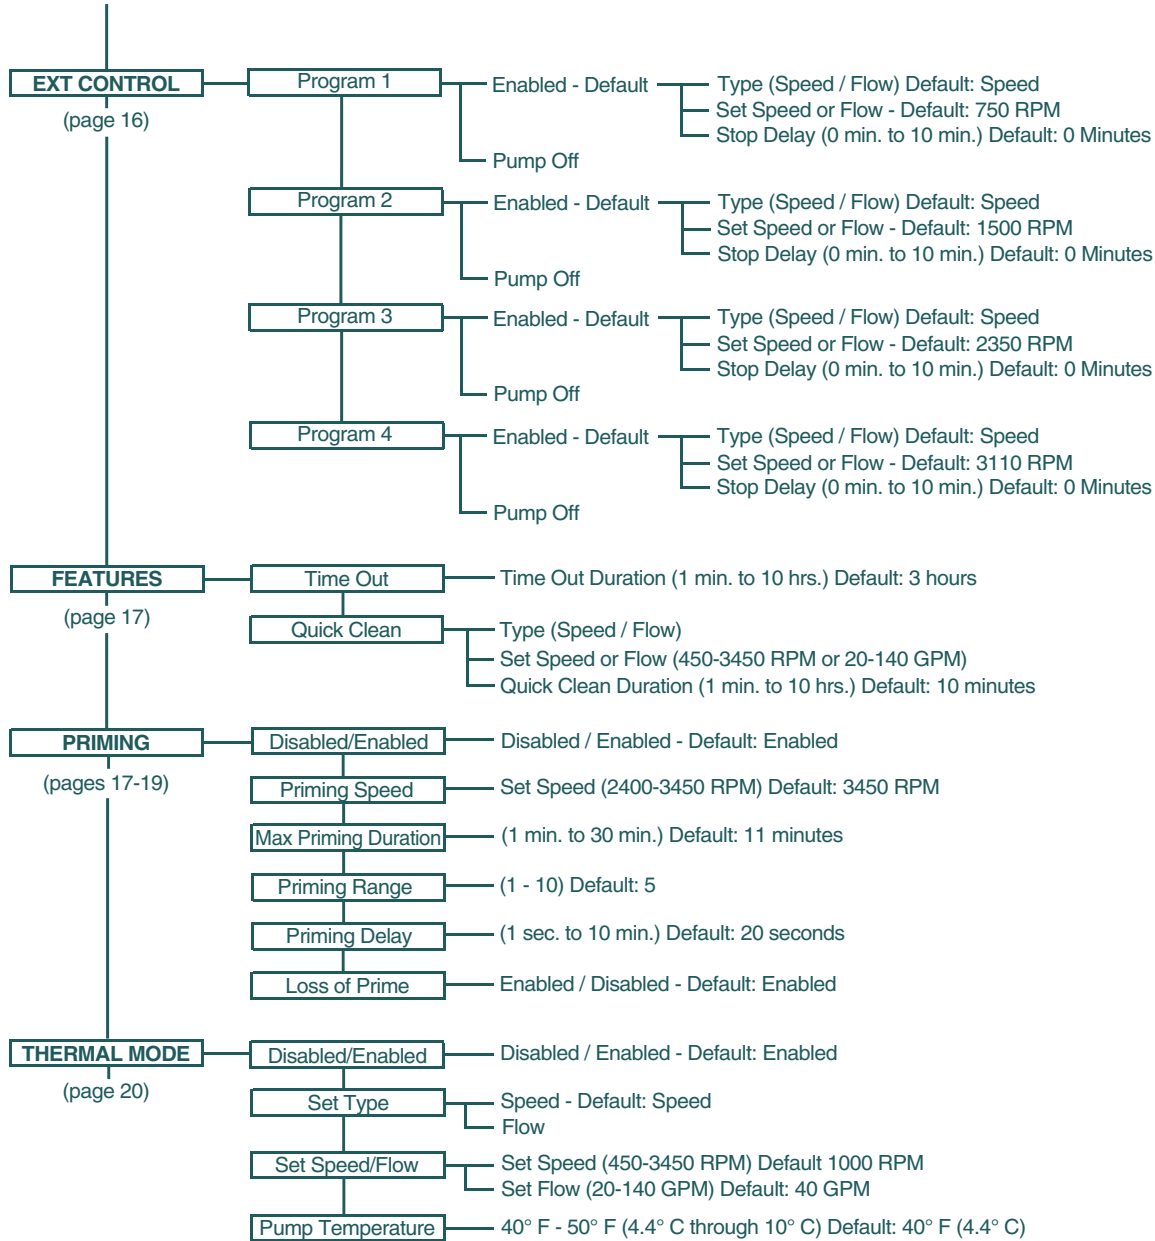 EXT CONTROL
(page 16)
Program 1
Enabled - Default
Type (Speed / Flow) Default: Speed
Set Speed or Flow - Default: 750 RPM
Stop Delay (0 min. to 10 min.) Default: 0 Minutes
Pump Off
Program 2
Enabled - Default
Type (Speed / Flow) Default: Speed
Set Speed or Flow - Default: 1500 RPM
Stop Delay (0 min. to 10 min.) Default: 0 Minutes
Pump Off
Program 3
Enabled - Default
Type (Speed / Flow) Default: Speed
Set Speed or Flow - Default: 2350 RPM
Stop Delay (0 min. to 10 min.) Default: 0 Minutes
Pump Off
Program 4
Enabled - Default
Type (Speed / Flow) Default: Speed
Set Speed or Flow - Default: 3110 RPM
Stop Delay (0 min. to 10 min.) Default: 0 Minutes
Pump Off
FEATURES
(page 17)
Time Out
Time Out Duration (1 min. to 10 hrs.) Default: 3 hours
Quick Clean
Type (Speed / Flow)
Set Speed or Flow (450-3450 RPM or 20-140 GPM)
Quick Clean Duration (1 min. to 10 hrs.) Default: 10 minutes
PRIMING
(pages 17-19)
Disabled/Enabled
Disabled / Enabled - Default: Enabled
Priming Speed
Set Speed (2400-3450 RPM) Default: 3450 RPM
Max Priming Duration
(1 min. to 30 min.) Default: 11 minutes
Priming Range
(1 - 10) Default: 5
Priming Delay
(1 sec. to 10 min.) Default: 20 seconds
Loss of Prime
Enabled / Disabled - Default: Enabled
THERMAL MODE
(page 20)
Disabled/Enabled
Disabled / Enabled - Default: Enabled
Set Type
Speed - Default: Speed
Flow
Set Speed/Flow
Set Speed (450-3450 RPM) Default 1000 RPM
Set Flow (20-140 GPM) Default: 40 GPM
Pump Temperature
40° F - 50° F (4.4° C through 10° C) Default: 40° F (4.4° C)